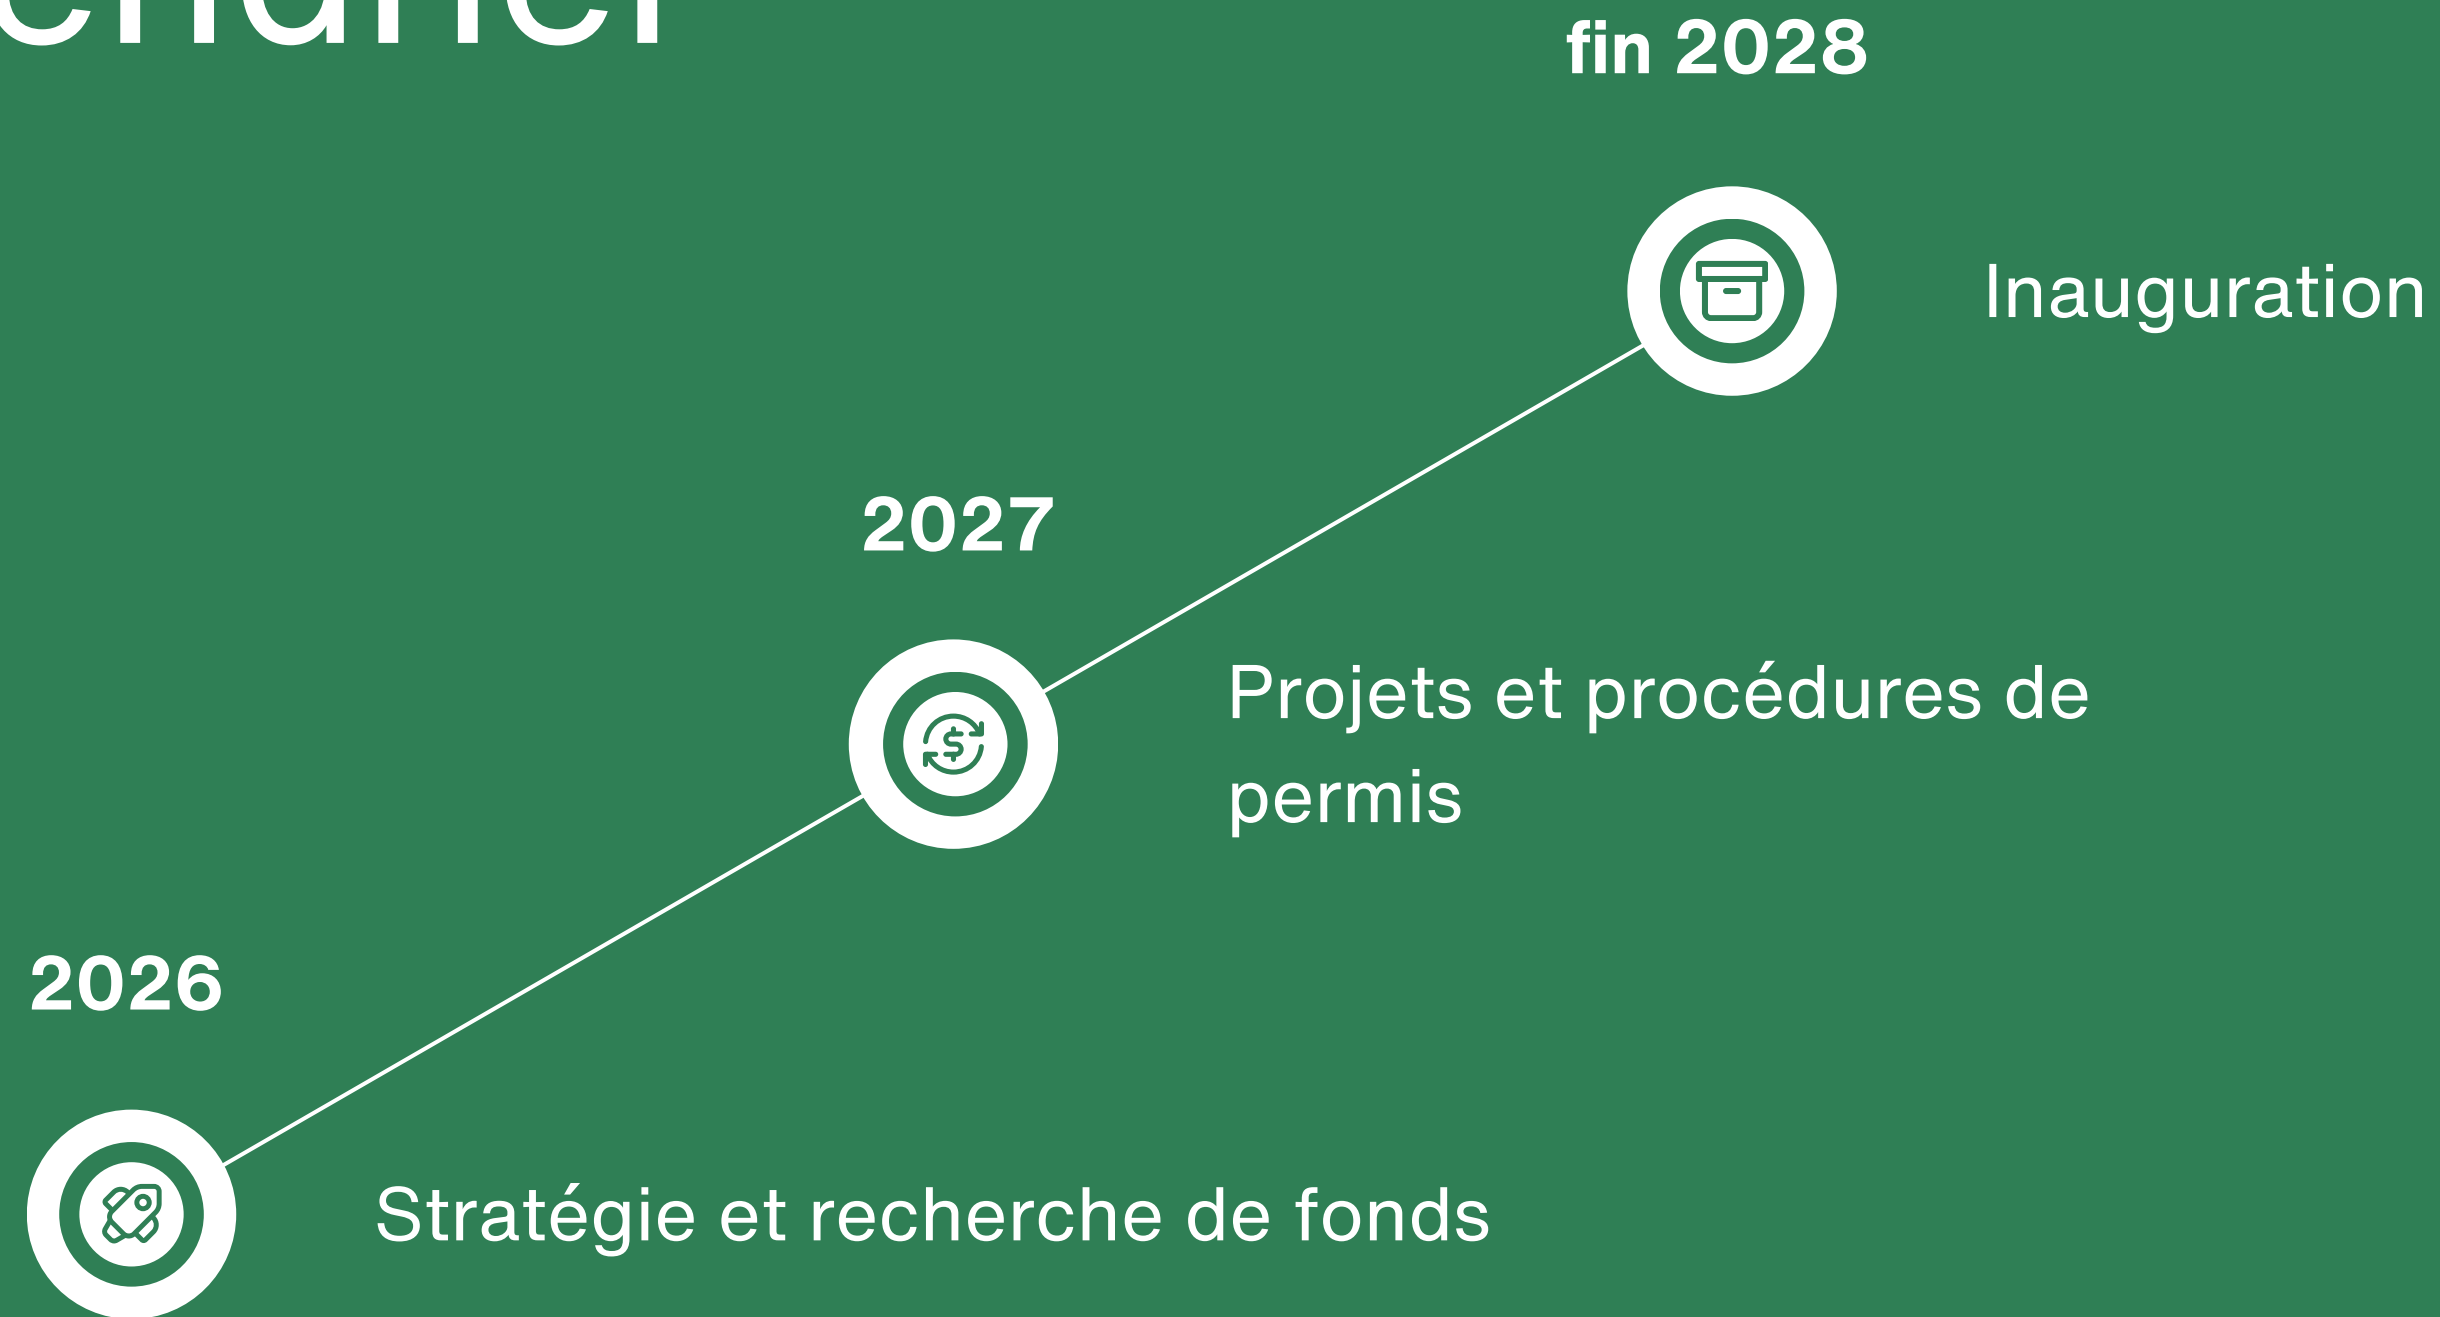 fin 2028
Inauguration
2027
Projets et procédures de
permis
2026
Stratégie et recherche de fonds